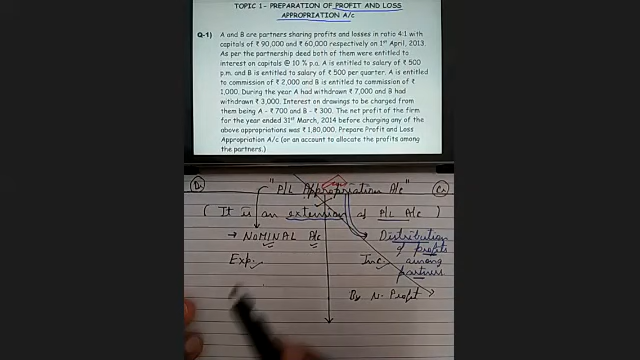 TOPIC 1- PREPARATION OF PROFIT AND LOSS
APPROPRIATION A/c
Q-1) A and B are partners sharing profits and losses in ratio 4:1 with
capitals of ₹ 90,000 and ₹ 60,000 respectively on 1st April, 2013
As per the partnership deed both of them were entitled to
interest on capitals @ 10 % p.a. A is entitled to salary of ₹ 500
p.m. and B is entitled to salary of ₹ 500 per quarter. A is entitled
to commission of ₹ 2,000 and B is entitled to commission of ₹
1,000. During the year A had withdrawn ₹ 7,000 and B had
withdrawn ₹ 3,000. Interest on drawings to be charged from
them being A - ₹ 700 and B - ₹ 300. The net profit of the firm
for the year ended 31st March, 2014 before charging any of the
above appropriations was ₹ 1,80,000. Prepare Profit and Loss
Appropriation A/c (or an account to allocate the profits among
the partners.)
Dr "P/L Appropriation A/c" Cr
( It is an extension of P/L A/c )
→ NOMINAL A/c → Distribution
of profits
Exp. Inc. among
partners
By N. Profit